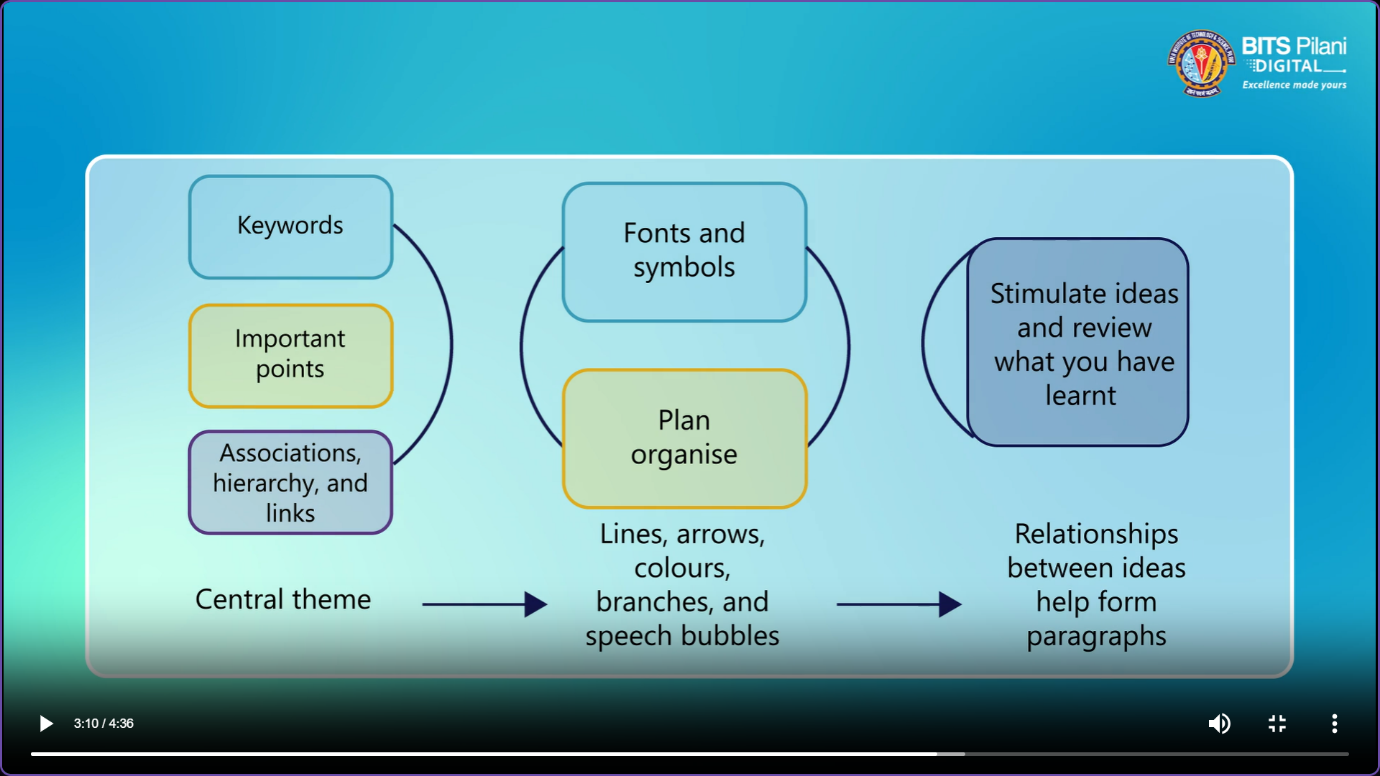 BITS Pilani
DIGITAL
Excellence made yours
Keywords
Important
points
Associations,
hierarchy, and
links
Central theme
Fonts and
symbols
Plan
organise
Lines, arrows,
colours,
branches, and
speech bubbles
Stimulate ideas
and review
what you have
learnt
Relationships
between ideas
help form
paragraphs
3:10 / 4:36